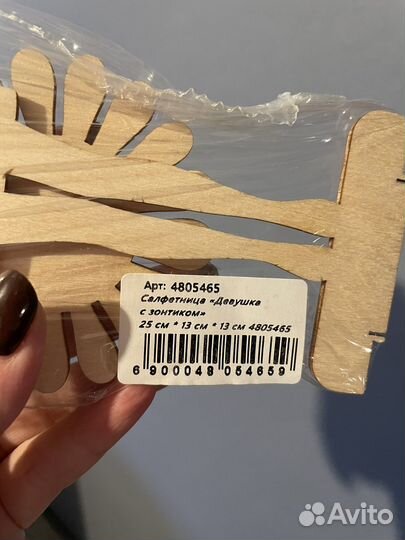 Арт: 4805465
Салфетница «Девушка
с зонтиком»
25 см * 13 см * 13 см 4805465
6 900048 054659
Avito